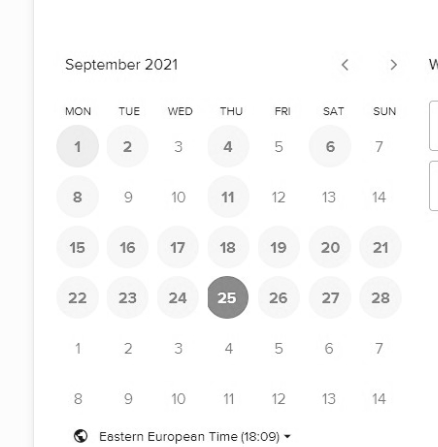 September 2021
MON TUE WED THU FRI SAT SUN
1 2 3 4 5 6 7
8 9 10 11 12 13 14
15 16 17 18 19 20 21
22 23 24 25 26 27 28
1 2 3 4 5 6 7
8 9 10 11 12 13 14
Eastern European Time (18:09)